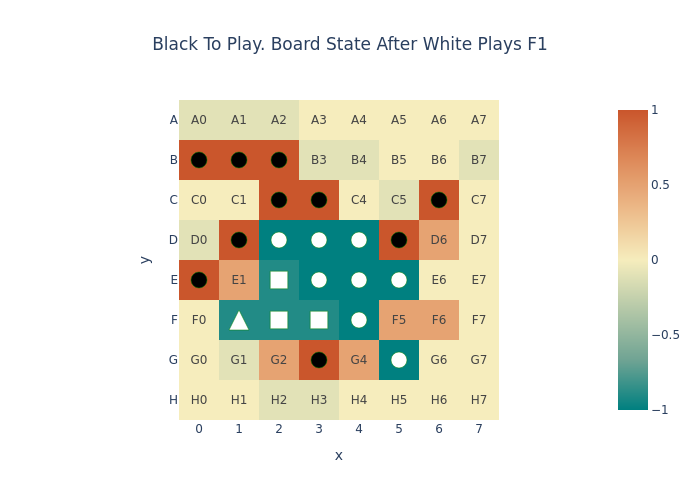 Black To Play. Board State After White Plays F1
A A0 A1 A2 A3 A4 A5 A6 A7
B B3 B4 B5 B6 B7
C C0 C1 C4 C5 C7
D D0 D6 D7
E E1 E6 E7
F F0 F5 F6 F7
G G0 G1 G2 G4 G6 G7
H H0 H1 H2 H3 H4 H5 H6 H7
0 1 2 3 4 5 6 7
x
y
1
0.5
0
−0.5
−1